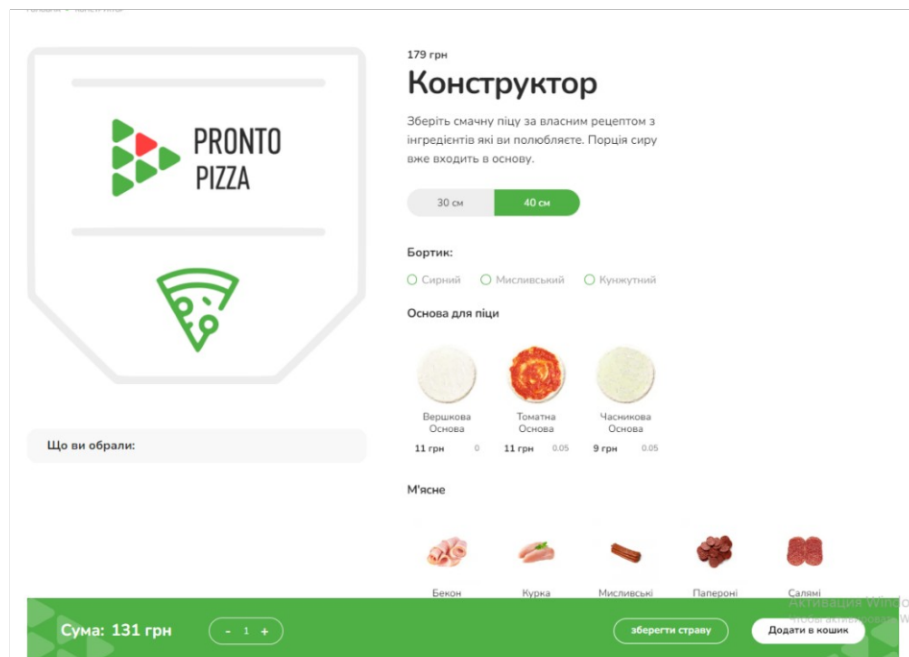 179 грн
Конструктор
Зберіть смачну піцу за власним рецептом з
інгредієнтів які ви полюбляєте. Порція сиру
вже входить в основу.
30 см
40 см
Бортик:
Сирний
Мисливський
Кунжутний
Основа для піци
Вершкова
Основа
11 грн
0
Томатна
Основа
11 грн
0.05
Часникова
Основа
9 грн
0.05
М'ясне
Бекон
Курка
Мисливські
Папероні
Салямі
PRONTO
PIZZA
Що ви обрали:
Сума: 131 грн
- 1 +
зберегти страву
Додати в кошик
Активация Windo